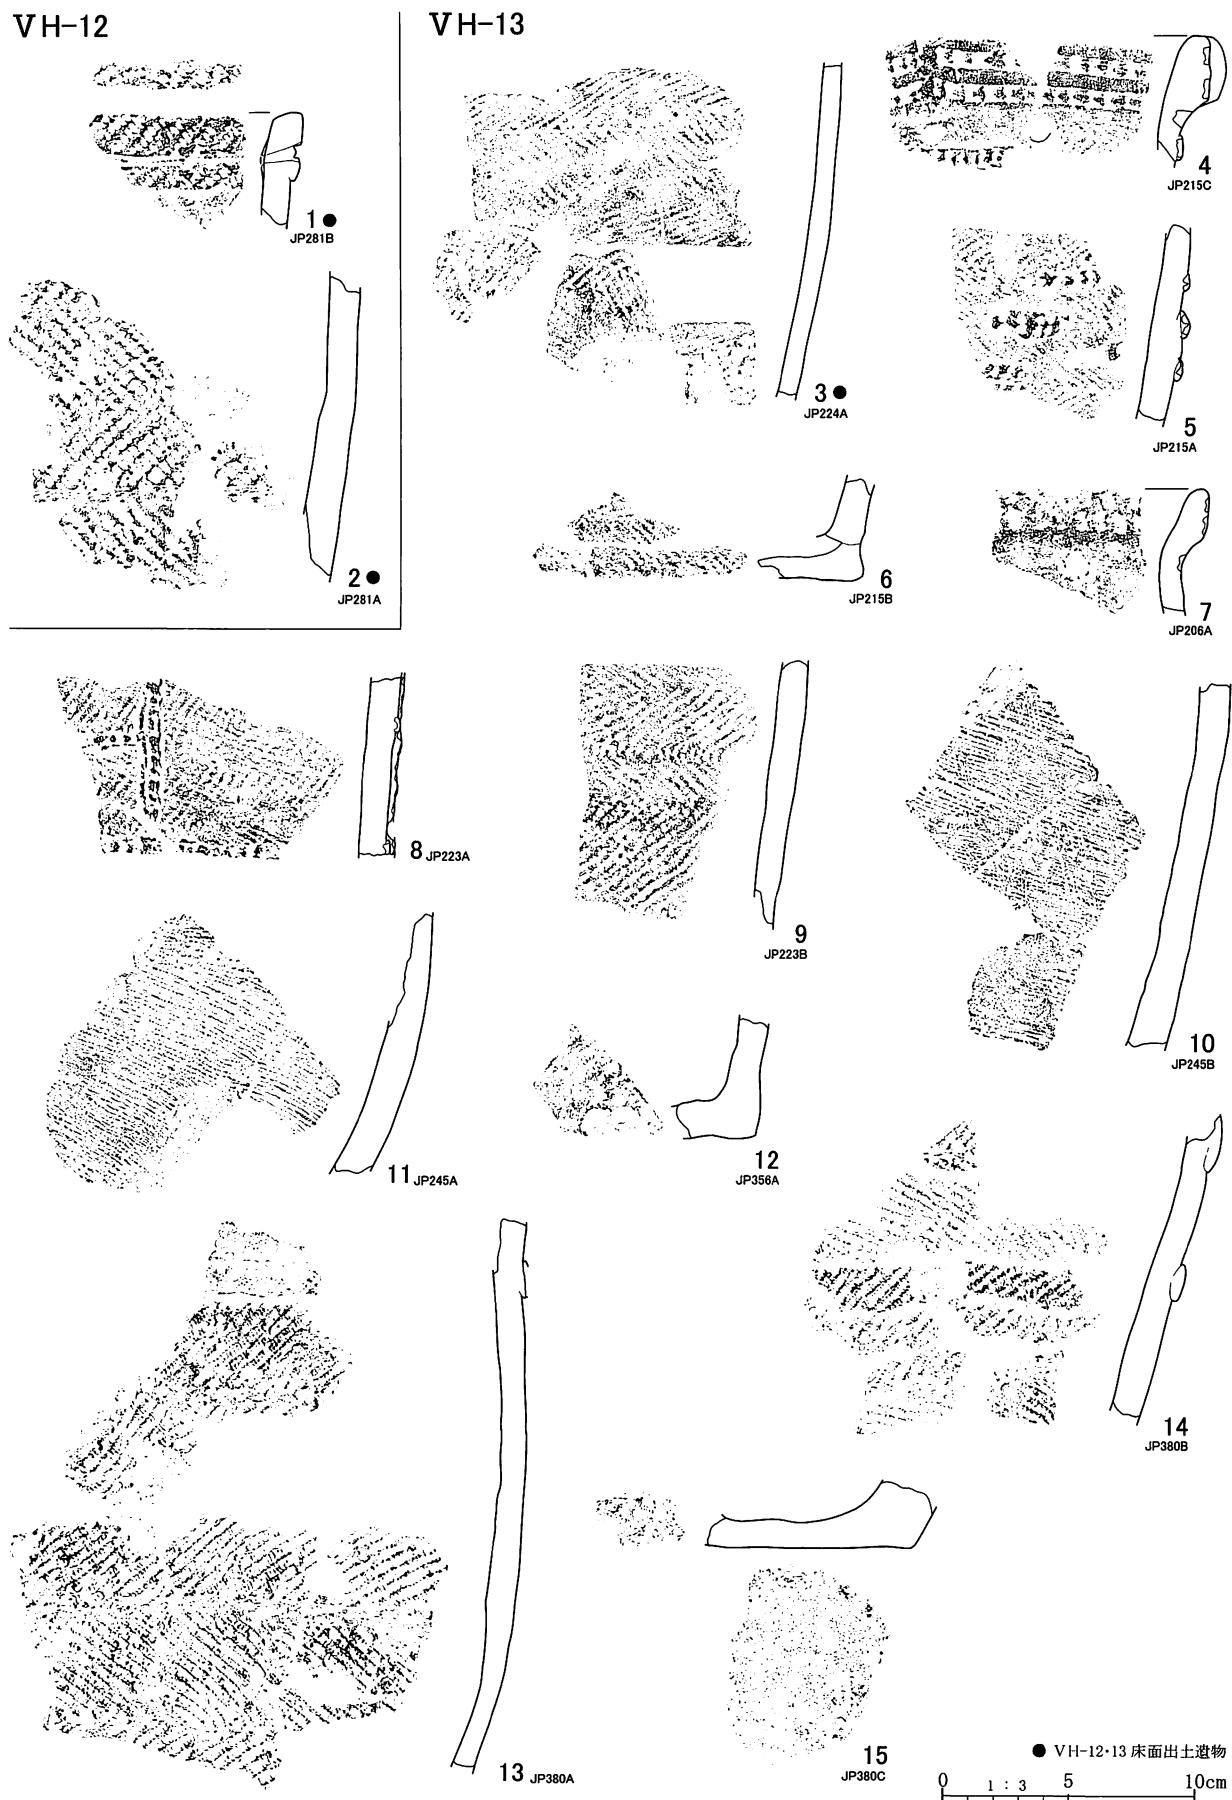 VH-12
1●
JP281B
2●
JP281A
VH-13
3●
JP224A
4
JP215C
5
JP215A
6
JP215B
7
JP206A
8 JP223A
9
JP223B
10
JP245B
11 JP245A
12
JP356A
13 JP380A
14
JP380B
15
JP380C
● VH-12・13 床面出土遺物
0 1:3 5 10cm